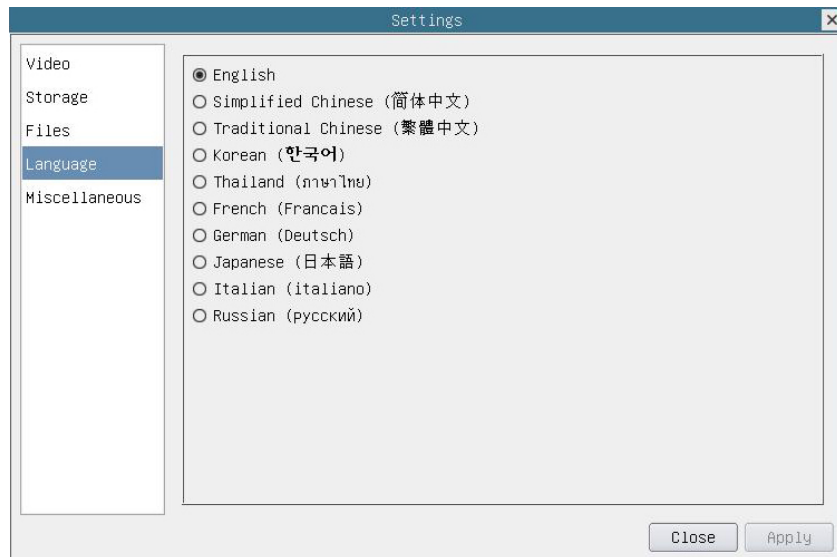 Settings
Video
Storage
Files
Language
Miscellaneous
English
Simplified Chinese (简体中文)
Traditional Chinese (繁體中文)
Korean (한국어)
Thailand (ภาษาไทย)
French (Francais)
German (Deutsch)
Japanese (日本語)
Italian (italiano)
Russian (русский)
Close
Apply